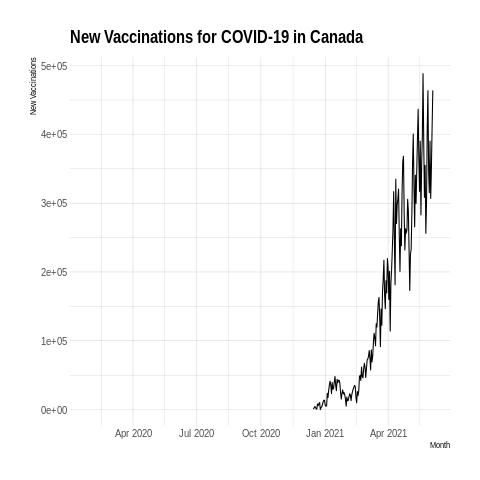 New Vaccinations for COVID-19 in Canada
New Vaccinations
5e+05
4e+05
3e+05
2e+05
1e+05
0e+00
Apr 2020 Jul 2020 Oct 2020 Jan 2021 Apr 2021
Month